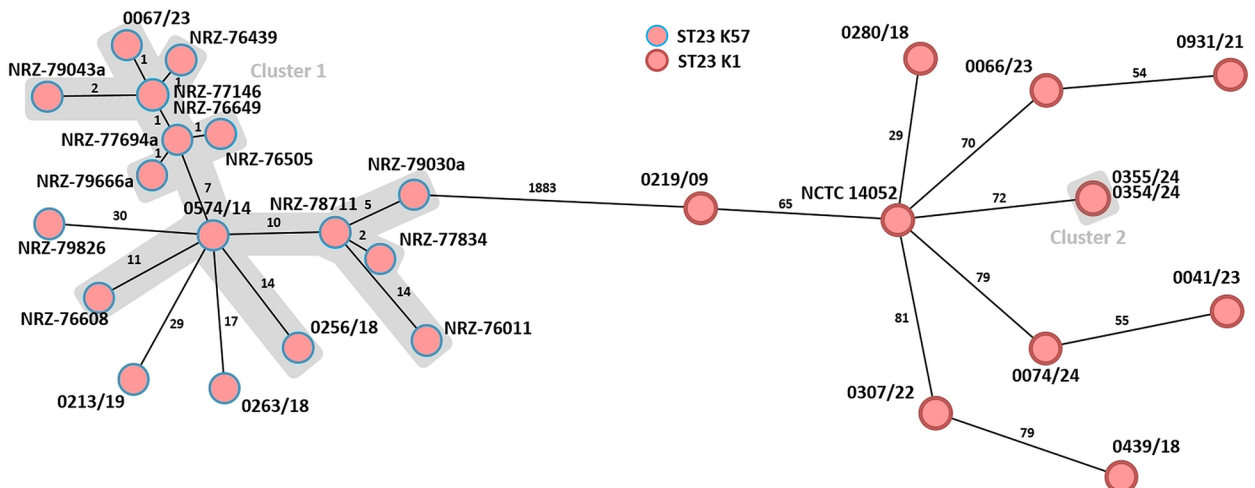 0067/23
NRZ-76439
NRZ-79043a
Cluster 1
1
1
2
NRZ-77146
NRZ-76649
1
1
NRZ-77694a
1
NRZ-76505
NRZ-79666a
7
0574/14
NRZ-78711
NRZ-79030a
30
10
5
2
NRZ-79826
NRZ-77834
11
14
14
NRZ-76608
29
17
0256/18
NRZ-76011
0213/19
0263/18
ST23 K57
ST23 K1
1883
0219/09
65
NCTC 14052
0280/18
29
0066/23
54
0931/21
70
72
0355/24
0354/24
Cluster 2
79
0041/23
55
0074/24
81
0307/22
79
0439/18